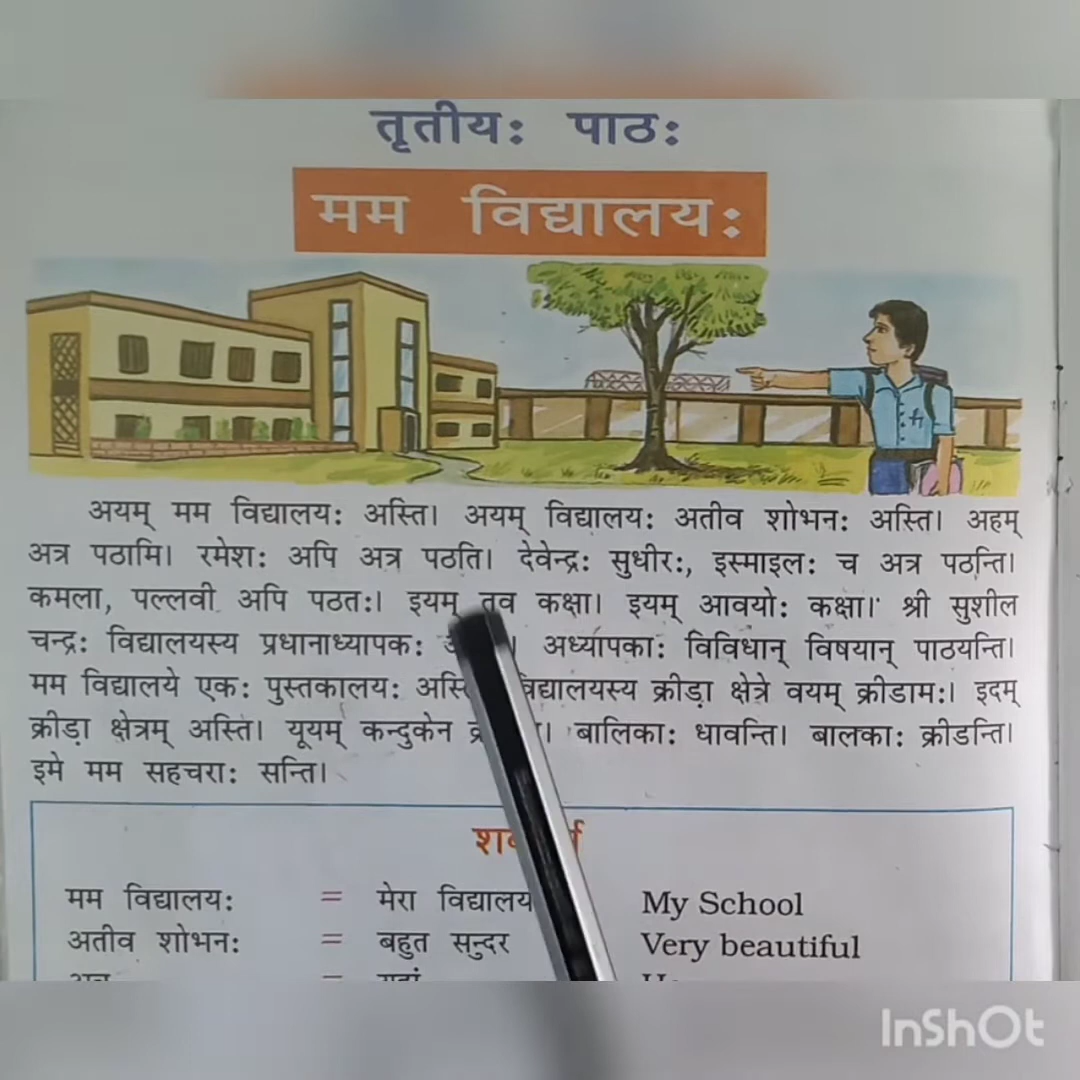 तृतीयः पाठः
मम विद्यालयः
अयम् मम विद्यालयः अस्ति। अयम् विद्यालयः अतीव शोभनः अस्ति। अहम्
अत्र पठामि। रमेशः अपि अत्र पठति। देवेन्द्रः सुधीरः, इस्माइलः च अत्र पठन्ति।
कमला, पल्लवी अपि पठतः। इयम् तव कक्षा। इयम् आवयोः कक्षा। श्री सुशील
चन्द्रः विद्यालयस्य प्रधानाध्यापकः अध्यापकाः विविधान् विषयान् पाठयन्ति।
मम विद्यालये एकः पुस्तकालयः विद्यालयस्य क्रीड़ा क्षेत्रे वयम् क्रीडामः। इदम्
क्रीड़ा क्षेत्रम् अस्ति। यूयम् कन्दुकेन बालिकाः धावन्ति। बालकाः क्रीडन्ति।
इमे मम सहचराः सन्ति।
मम विद्यालयः = मेरा विद्यालय My School
अतीव शोभनः = बहुत सुन्दर Very beautiful
InShOt